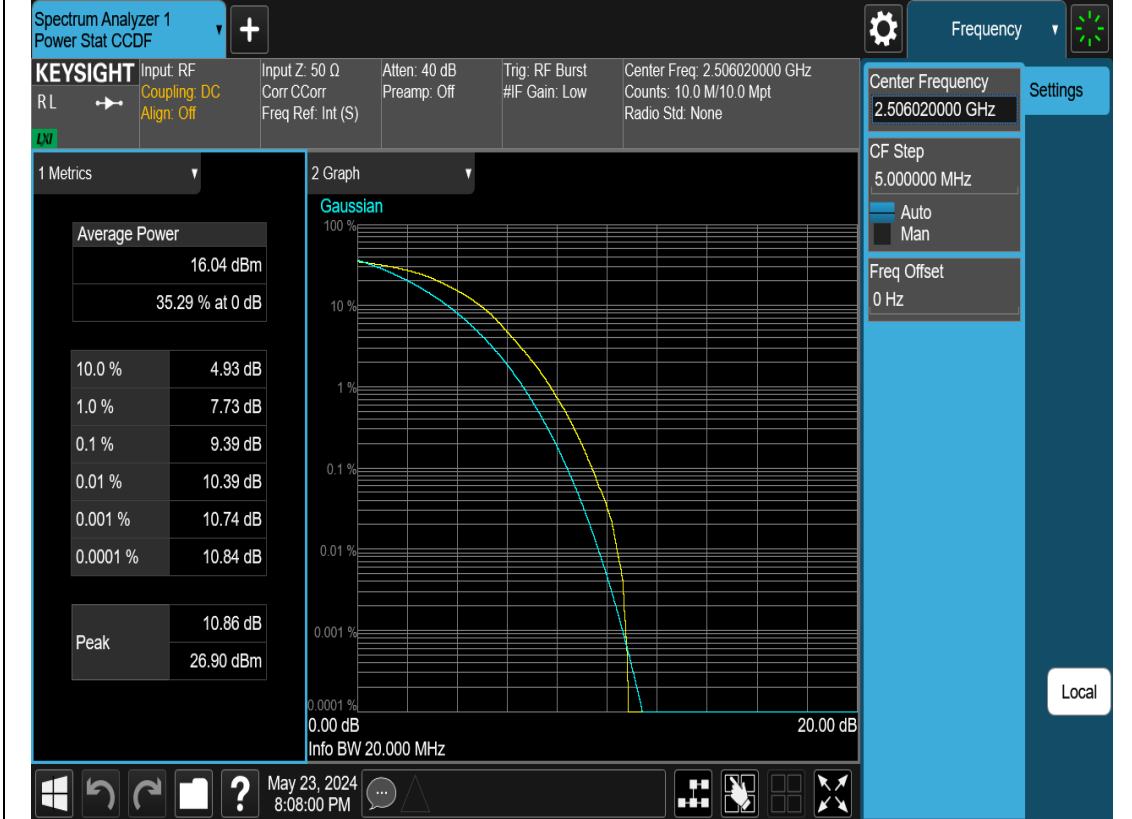 Spectrum Analyzer 1
Power Stat CCDF
+
Frequency
KEYSIGHT
RL
LXI
Input: RF
Coupling: DC
Align: Off
Input Z: 50 Ω
Corr CCorr
Freq Ref: Int (S)
Atten: 40 dB
Preamp: Off
Trig: RF Burst
#IF Gain: Low
Center Freq: 2.506020000 GHz
Counts: 10.0 M/10.0 Mpt
Radio Std: None
Center Frequency
2.506020000 GHz
Settings
CF Step
5.000000 MHz
Auto
Man
Freq Offset
0 Hz
Local
1 Metrics
Average Power
16.04 dBm
35.29 % at 0 dB
10.0 % 4.93 dB
1.0 % 7.73 dB
0.1 % 9.39 dB
0.01 % 10.39 dB
0.001 % 10.74 dB
0.0001 % 10.84 dB
Peak
10.86 dB
26.90 dBm
2 Graph
Gaussian
100 %
10 %
1 %
0.1 %
0.01 %
0.001 %
0.0001 %
0.00 dB 20.00 dB
Info BW 20.000 MHz
?
May 23, 2024
8:08:00 PM